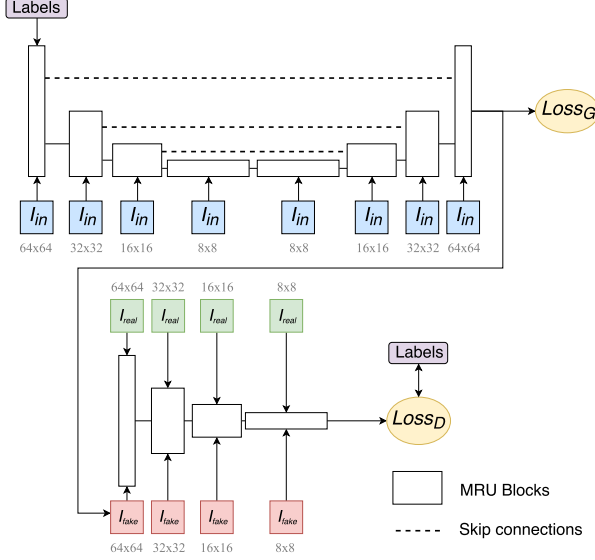 Labels
Loss_G
I_in I_in I_in I_in I_in I_in I_in I_in
64x64 32x32 16x16 8x8 8x8 16x16 32x32 64x64
64x64 32x32 16x16 8x8
I_real I_real I_real I_real
Labels
Loss_D
MRU Blocks
I_fake I_fake I_fake I_fake
Skip connections
64x64 32x32 16x16 8x8